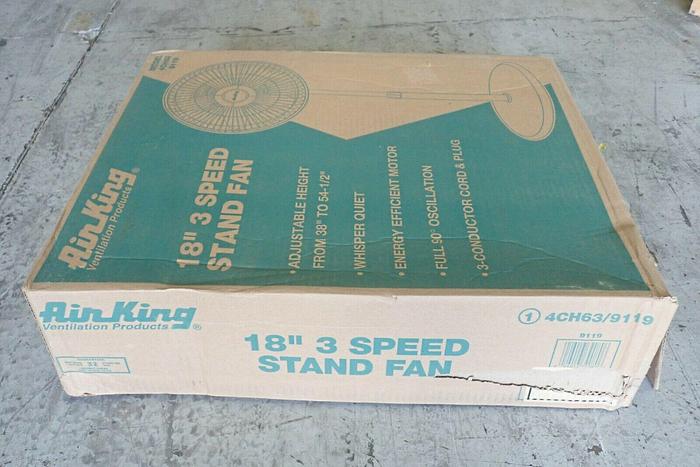 Air King®
Ventilation Products
18" 3 SPEED
STAND FAN
• ADJUSTABLE HEIGHT
FROM 38" TO 54-1/2"
• WHISPER QUIET
• ENERGY EFFICIENT MOTOR
• FULL 90° OSCILLATION
• 3-CONDUCTOR CORD & PLUG
Air King®
Ventilation Products
18" 3 SPEED
STAND FAN
1 4CH63/9119
9119